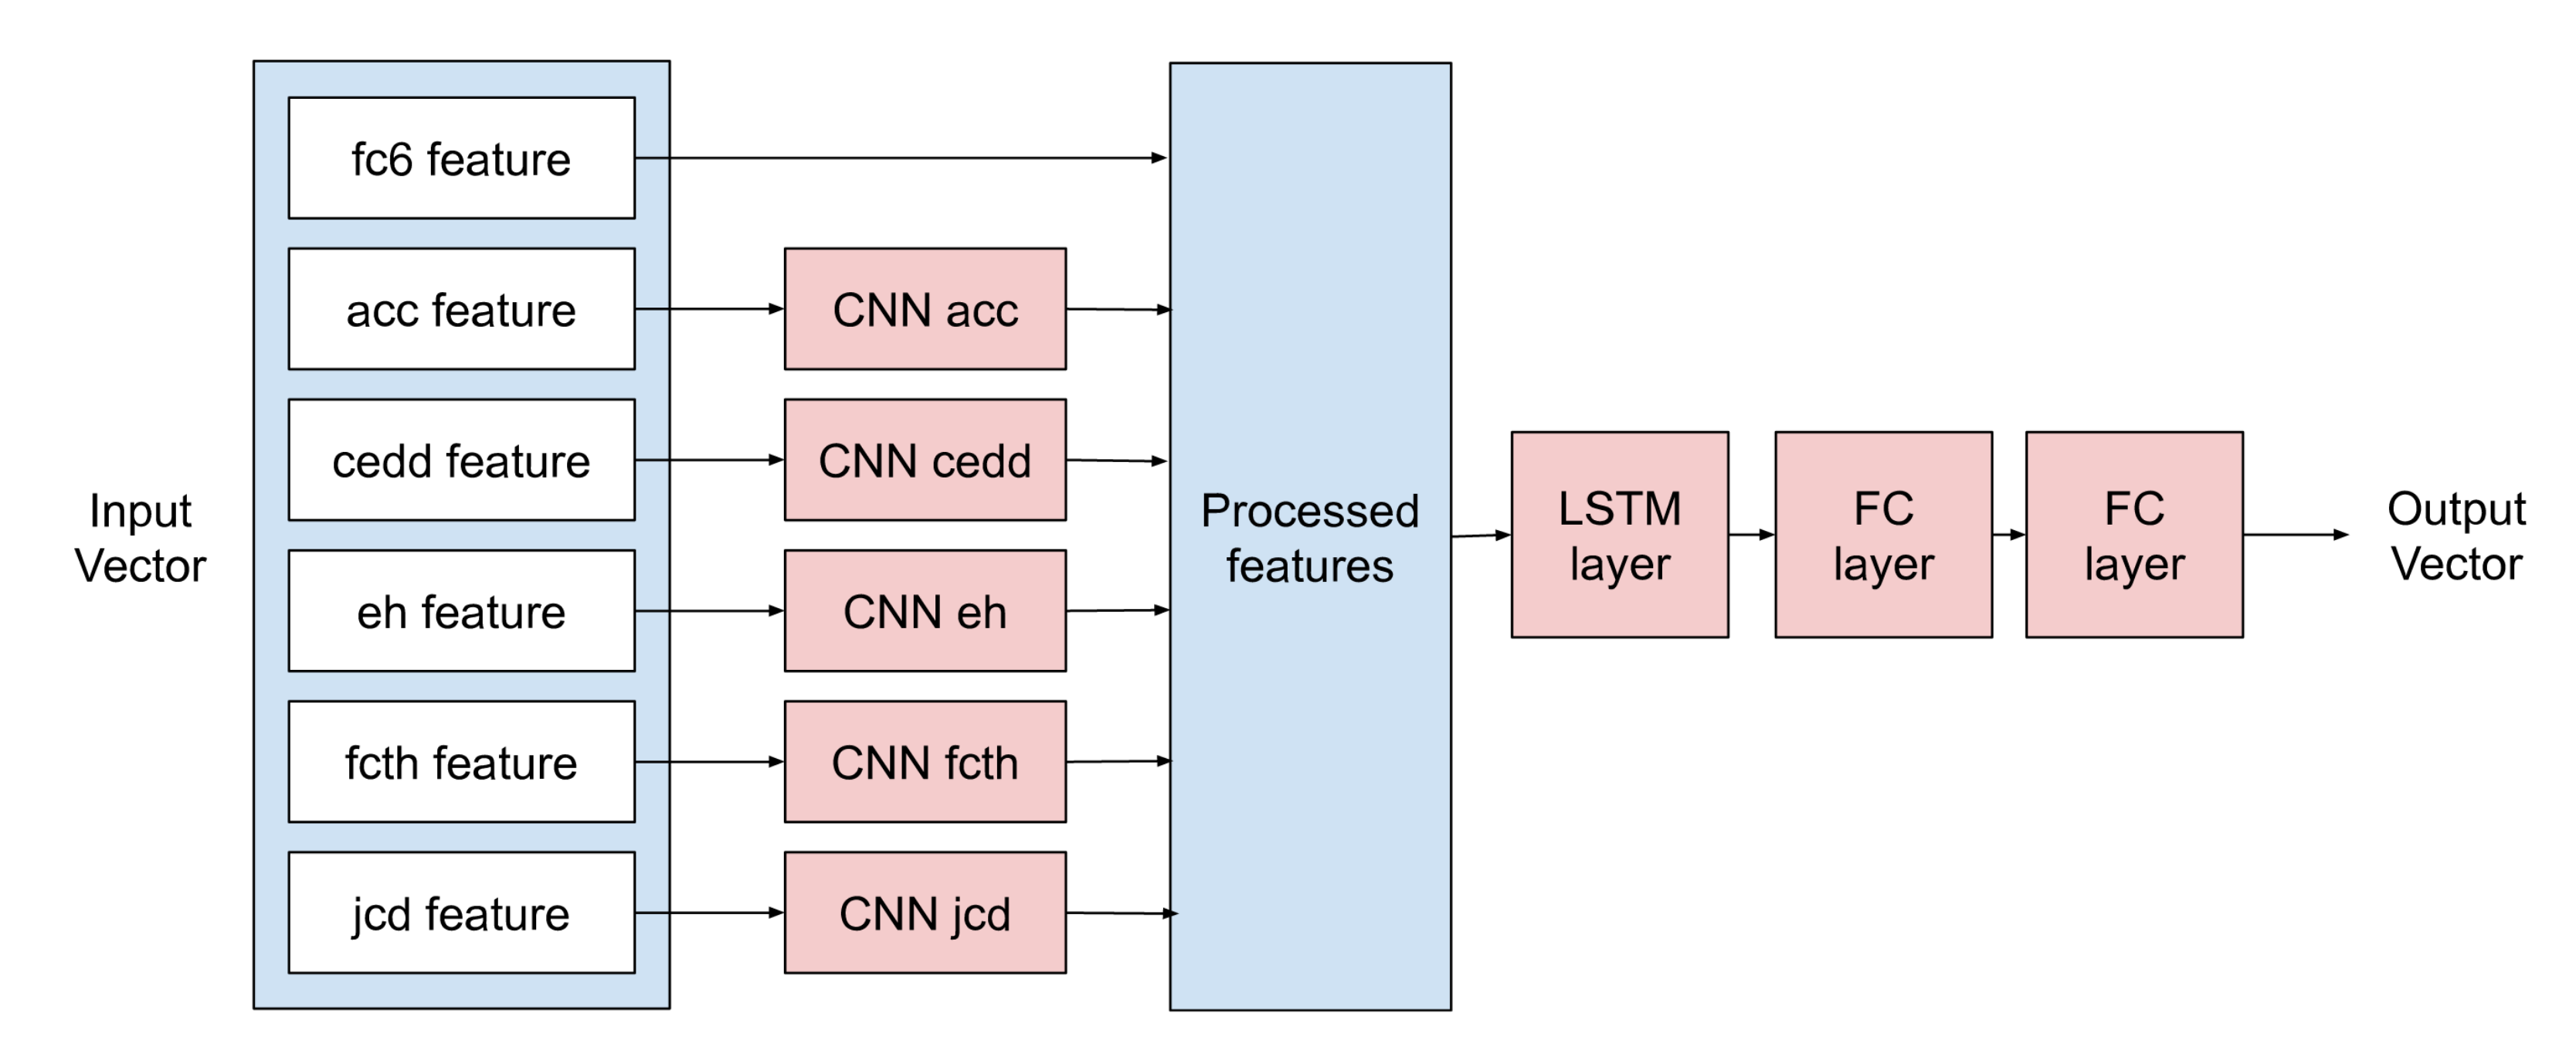 Input
Vector
fc6 feature
acc feature
cedd feature
eh feature
fcth feature
jcd feature
CNN acc
CNN cedd
CNN eh
CNN fcth
CNN jcd
Processed
features
LSTM
layer
FC
layer
FC
layer
Output
Vector